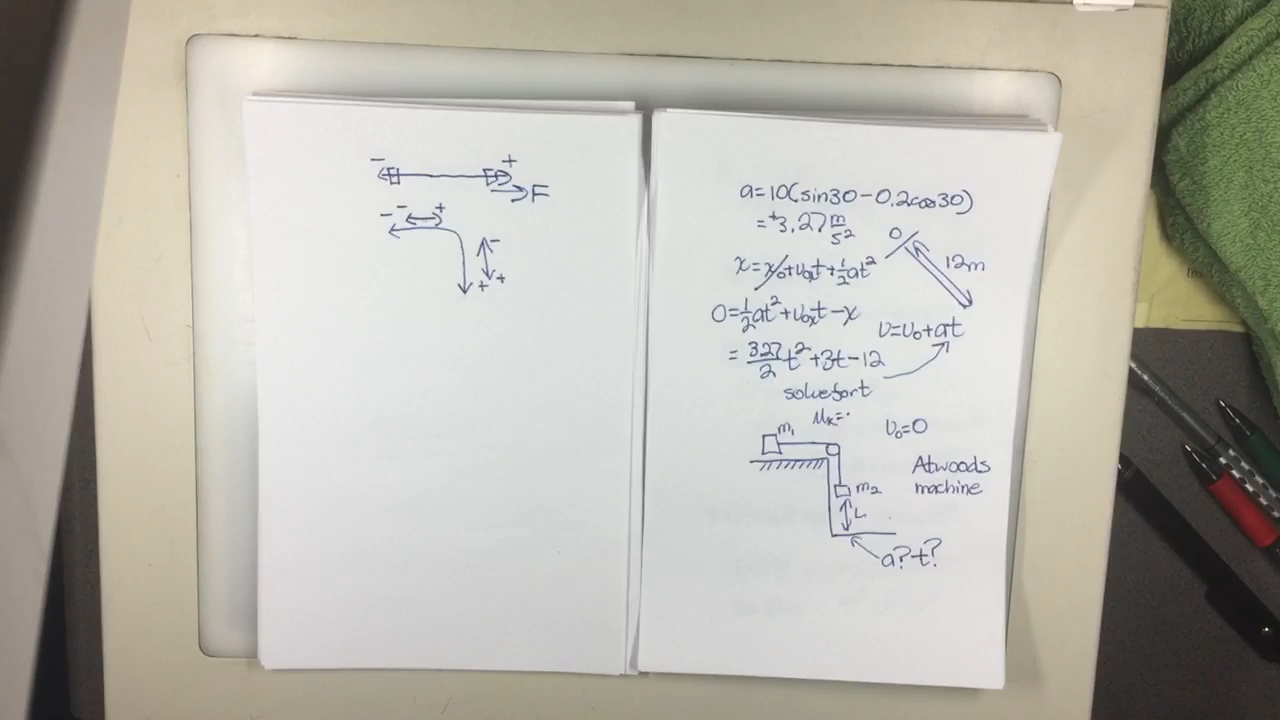 - +
F
- - +
-
+ +
a=10(sin30-0.2cos30)
=+3.27 m/s²
0
12m
x=x₀+v₀ₓt+½at²
0=½at²+v₀ₓt-x
v=v₀+at
=3.27/2 t²+3t-12
solve for t
μₖ=·
m₁
v₀=0
Atwoods
machine
m₂
L
a? t?